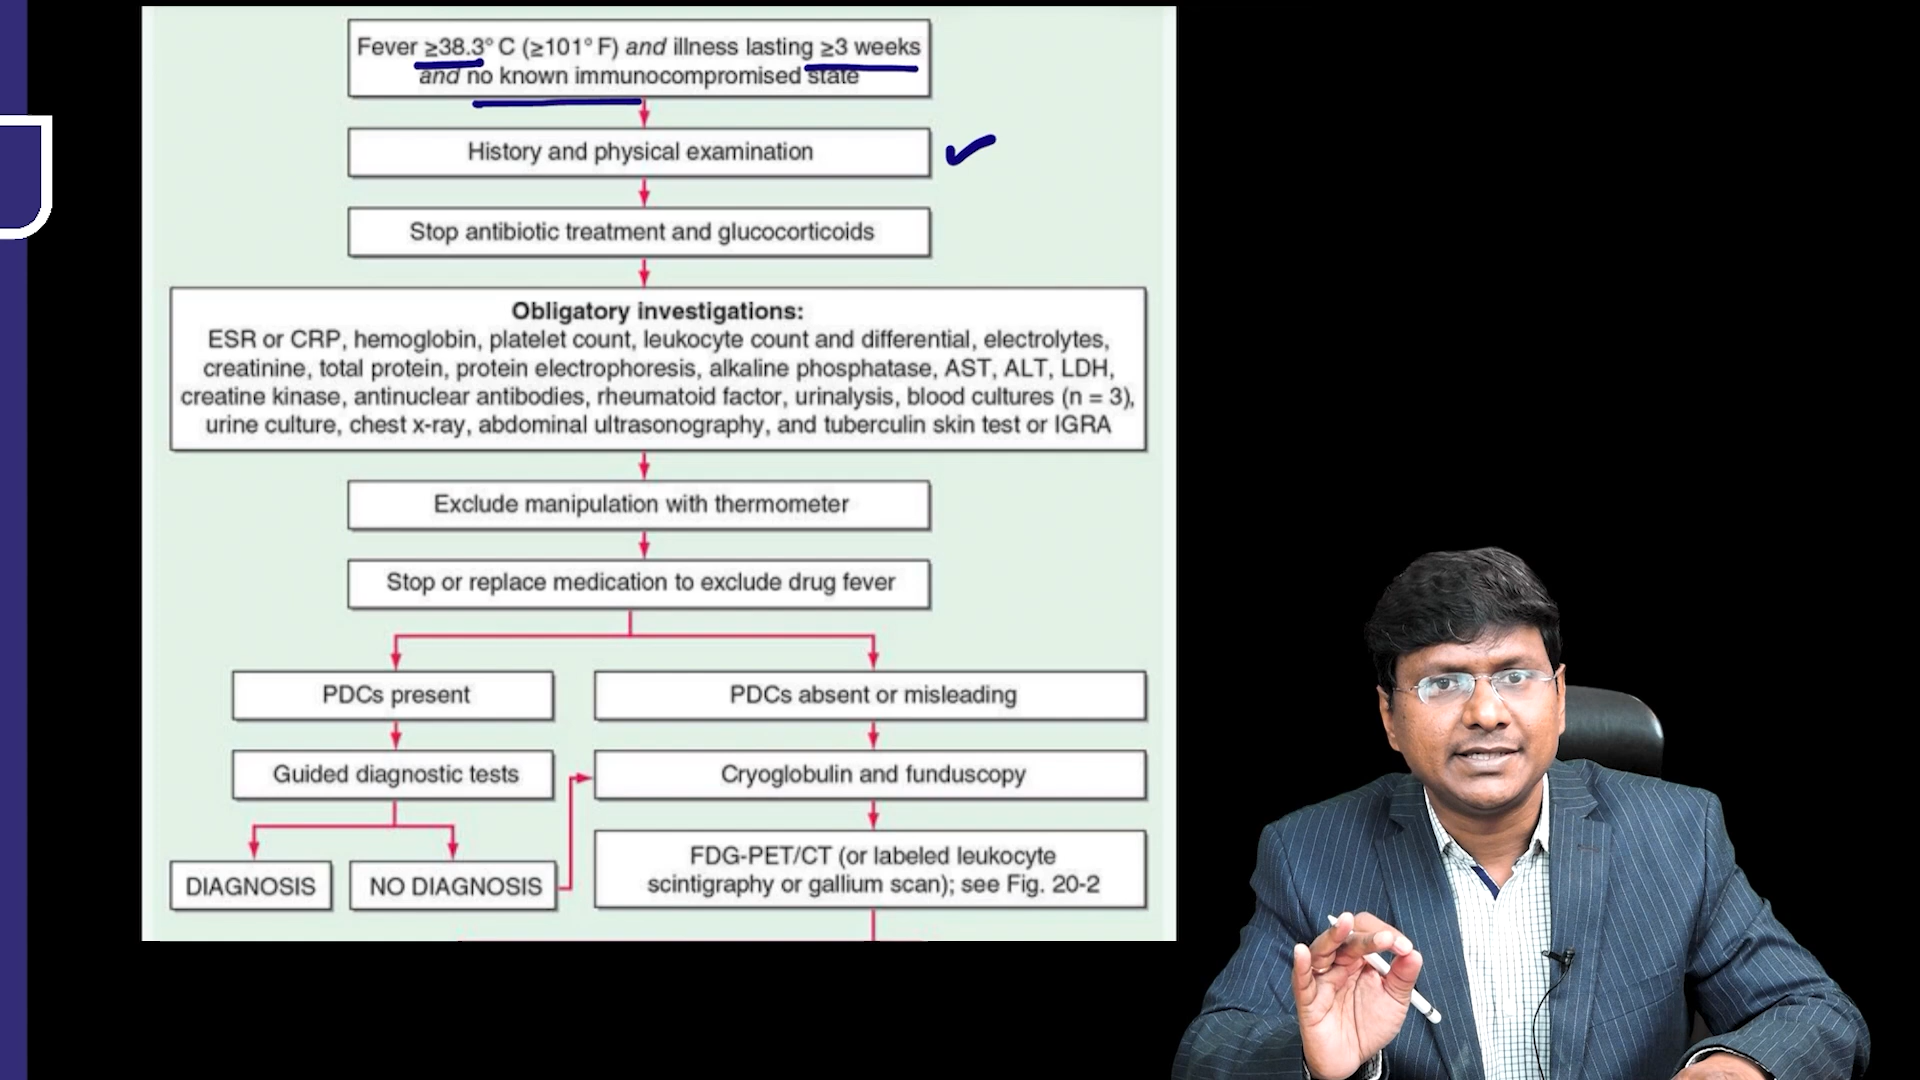 Fever ≥38.3° C (≥101° F) and illness lasting ≥3 weeks
and no known immunocompromised state
History and physical examination
Stop antibiotic treatment and glucocorticoids
Obligatory investigations:
ESR or CRP, hemoglobin, platelet count, leukocyte count and differential, electrolytes,
creatinine, total protein, protein electrophoresis, alkaline phosphatase, AST, ALT, LDH,
creatine kinase, antinuclear antibodies, rheumatoid factor, urinalysis, blood cultures (n = 3),
urine culture, chest x-ray, abdominal ultrasonography, and tuberculin skin test or IGRA
Exclude manipulation with thermometer
Stop or replace medication to exclude drug fever
PDCs present
PDCs absent or misleading
Guided diagnostic tests
Cryoglobulin and funduscopy
DIAGNOSIS
NO DIAGNOSIS
FDG-PET/CT (or labeled leukocyte
scintigraphy or gallium scan); see Fig. 20-2